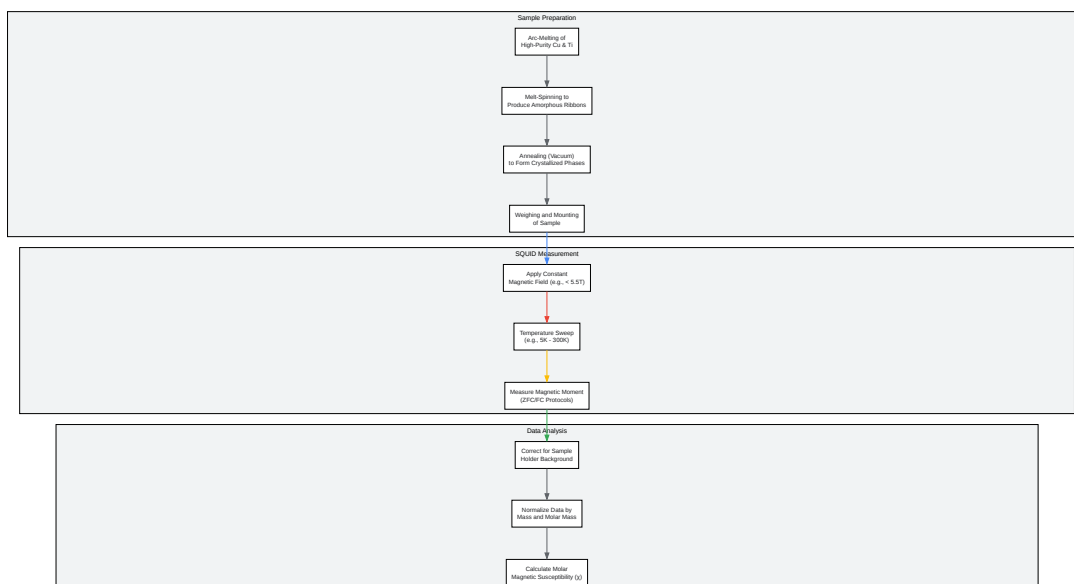 Sample Preparation
Arc-Melting of
High-Purity Cu & Ti
Melt-Spinning to
Produce Amorphous Ribbons
Annealing (Vacuum)
to Form Crystallized Phases
Weighing and Mounting
of Sample
SQUID Measurement
Apply Constant
Magnetic Field (e.g., < 5.5T)
Temperature Sweep
(e.g., 5K - 300K)
Measure Magnetic Moment
(ZFC/FC Protocols)
Data Analysis
Correct for Sample
Holder Background
Normalize Data by
Mass and Molar Mass
Calculate Molar
Magnetic Susceptibility (χ)